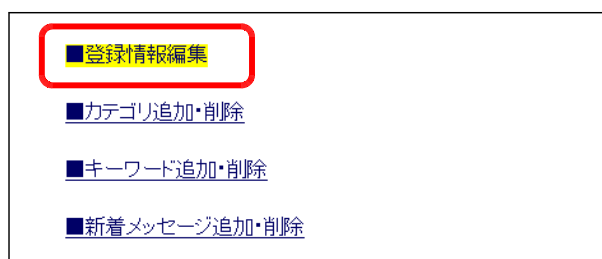 ■登録情報編集
■カテゴリ追加・削除
■キーワード追加・削除
■新着メッセージ追加・削除